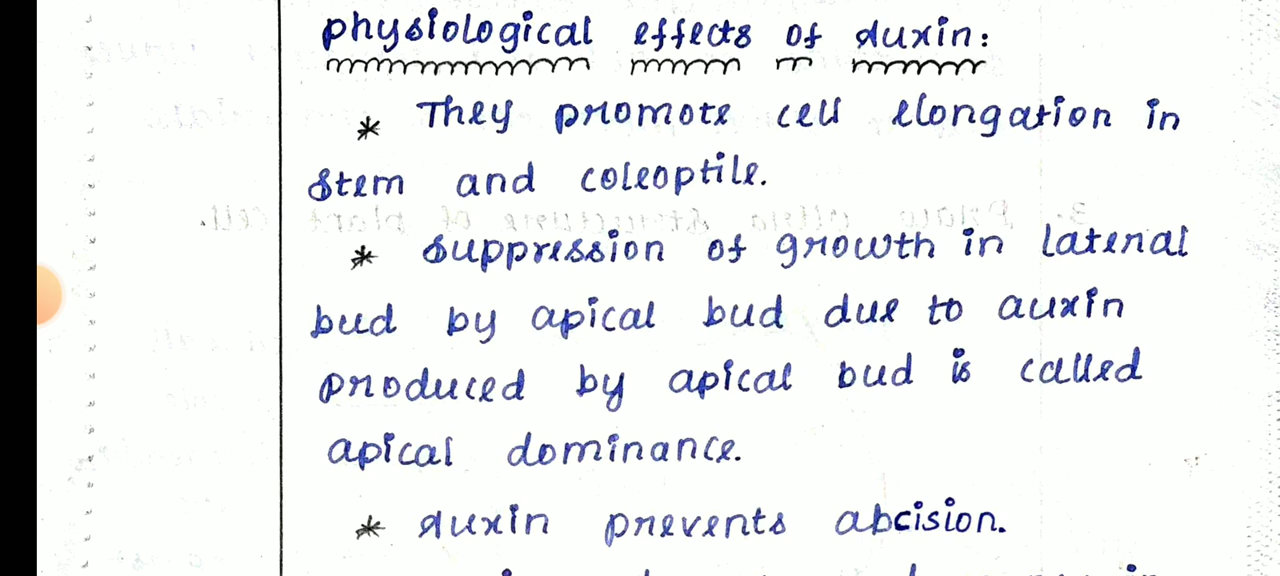 physiological effects of Auxin:
* They promote cell elongation in
stem and coleoptile.
* suppression of growth in lateral
bud by apical bud due to auxin
produced by apical bud is called
apical dominance.
* Auxin prevents abcision.